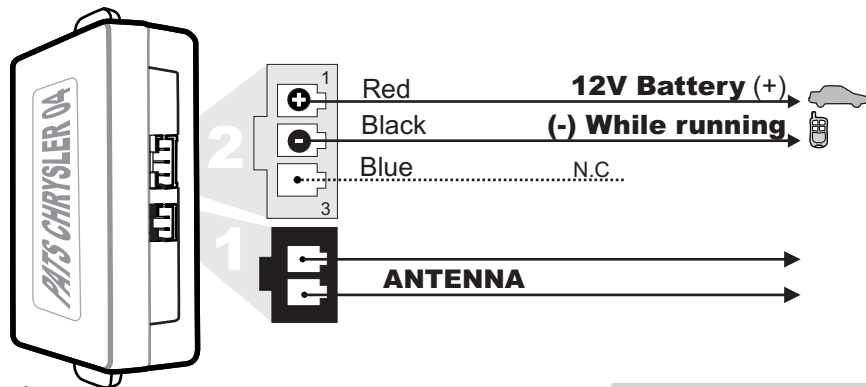 PATS CHRYSLER 04
2
1
Red
12V Battery (+)
Black
(-) While running
Blue
N.C
3
1
ANTENNA